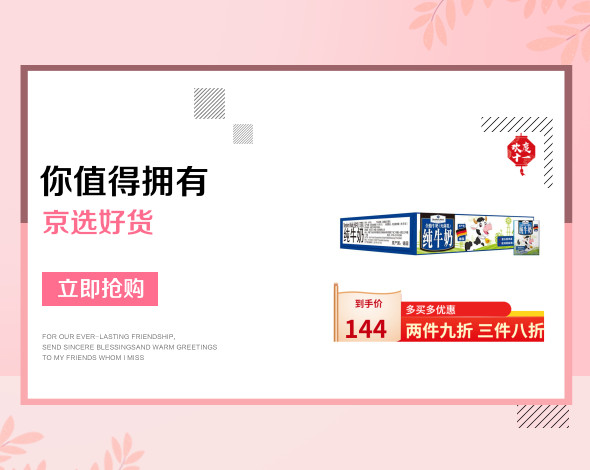 你值得拥有
京选好货
立即抢购
FOR OUR EVER-LASTING FRIENDSHIP,
SEND SINCERE BLESSINGSAND WARM GREETINGS
TO MY FRIENDS WHOM I MISS
欢度
十一
纯牛奶
纯牛奶
到手价
144
多买多优惠
两件九折 三件八折